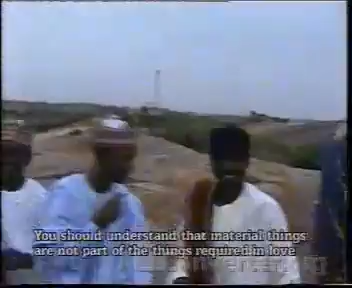 You should understand that material things
are not part of the things required in love